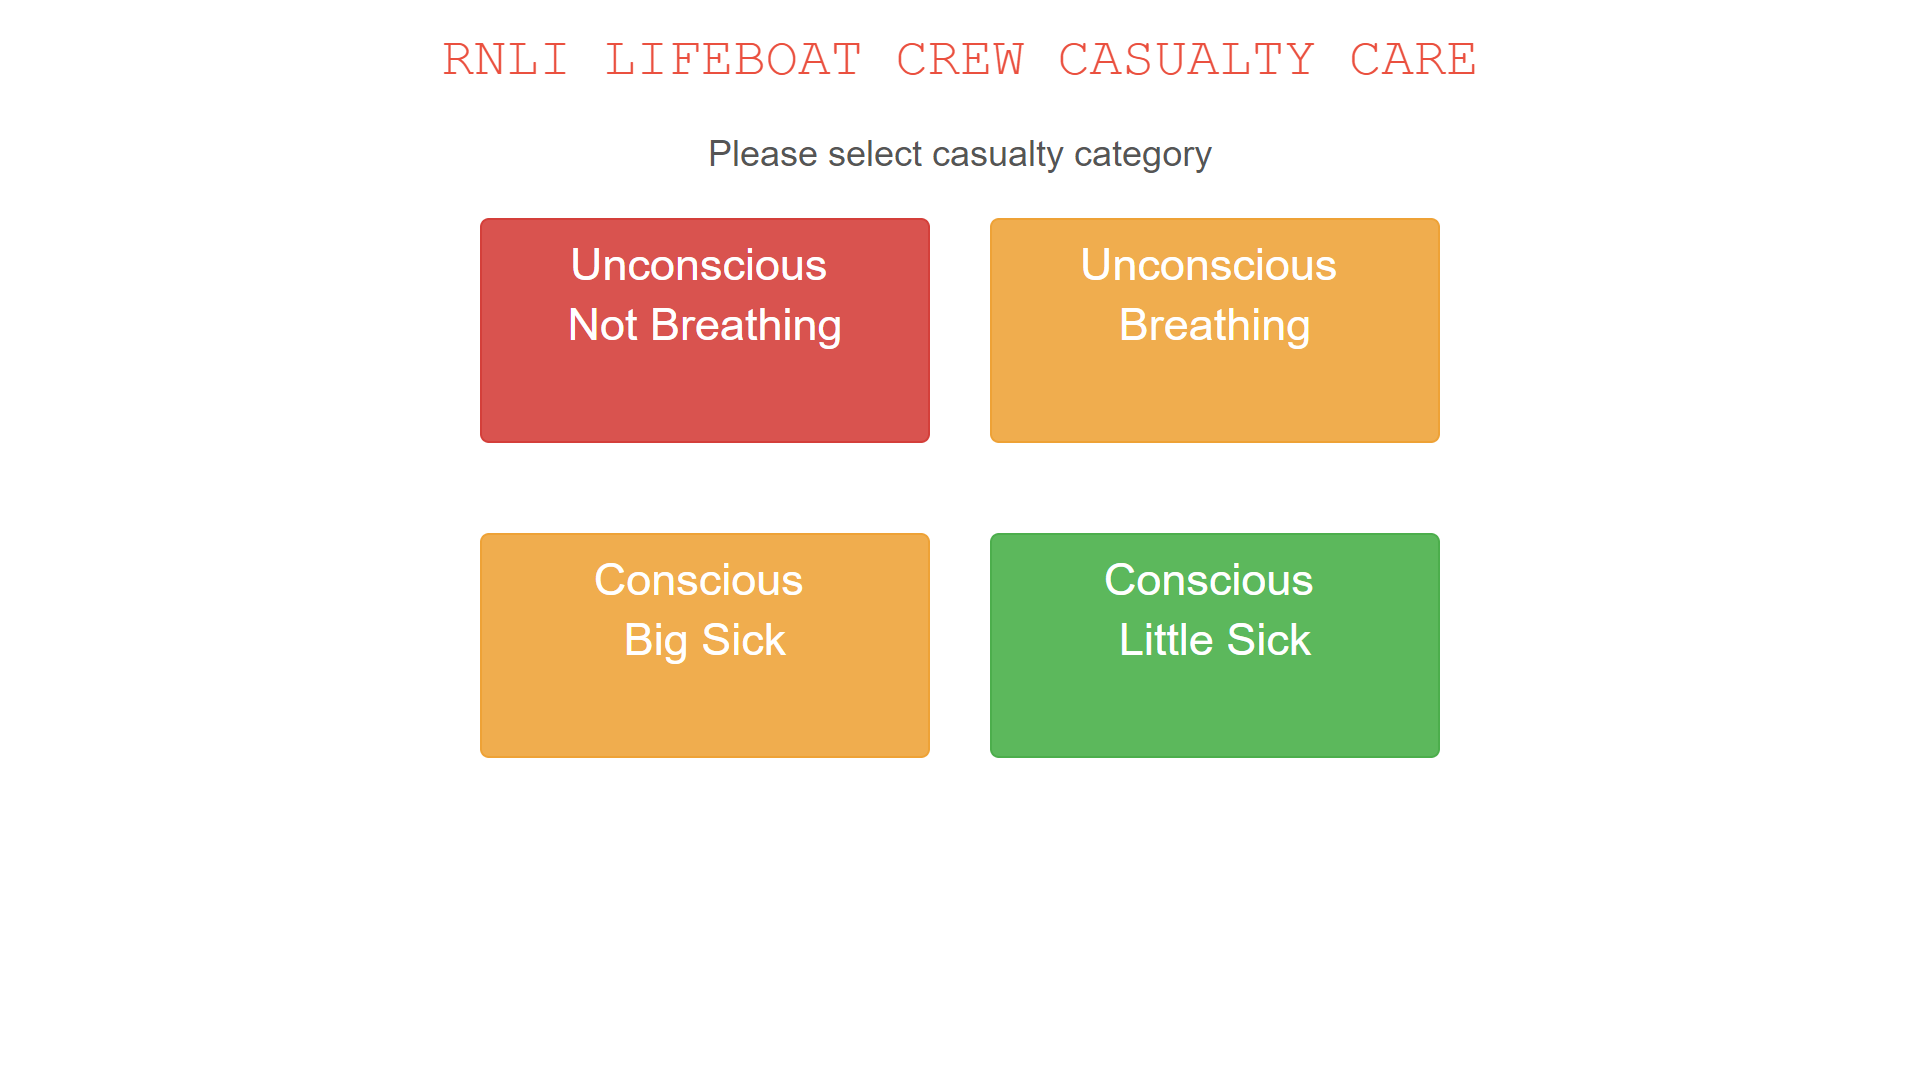 RNLI LIFEBOAT CREW CASUALTY CARE
Please select casualty category
Unconscious
Not Breathing
Unconscious
Breathing
Conscious
Big Sick
Conscious
Little Sick